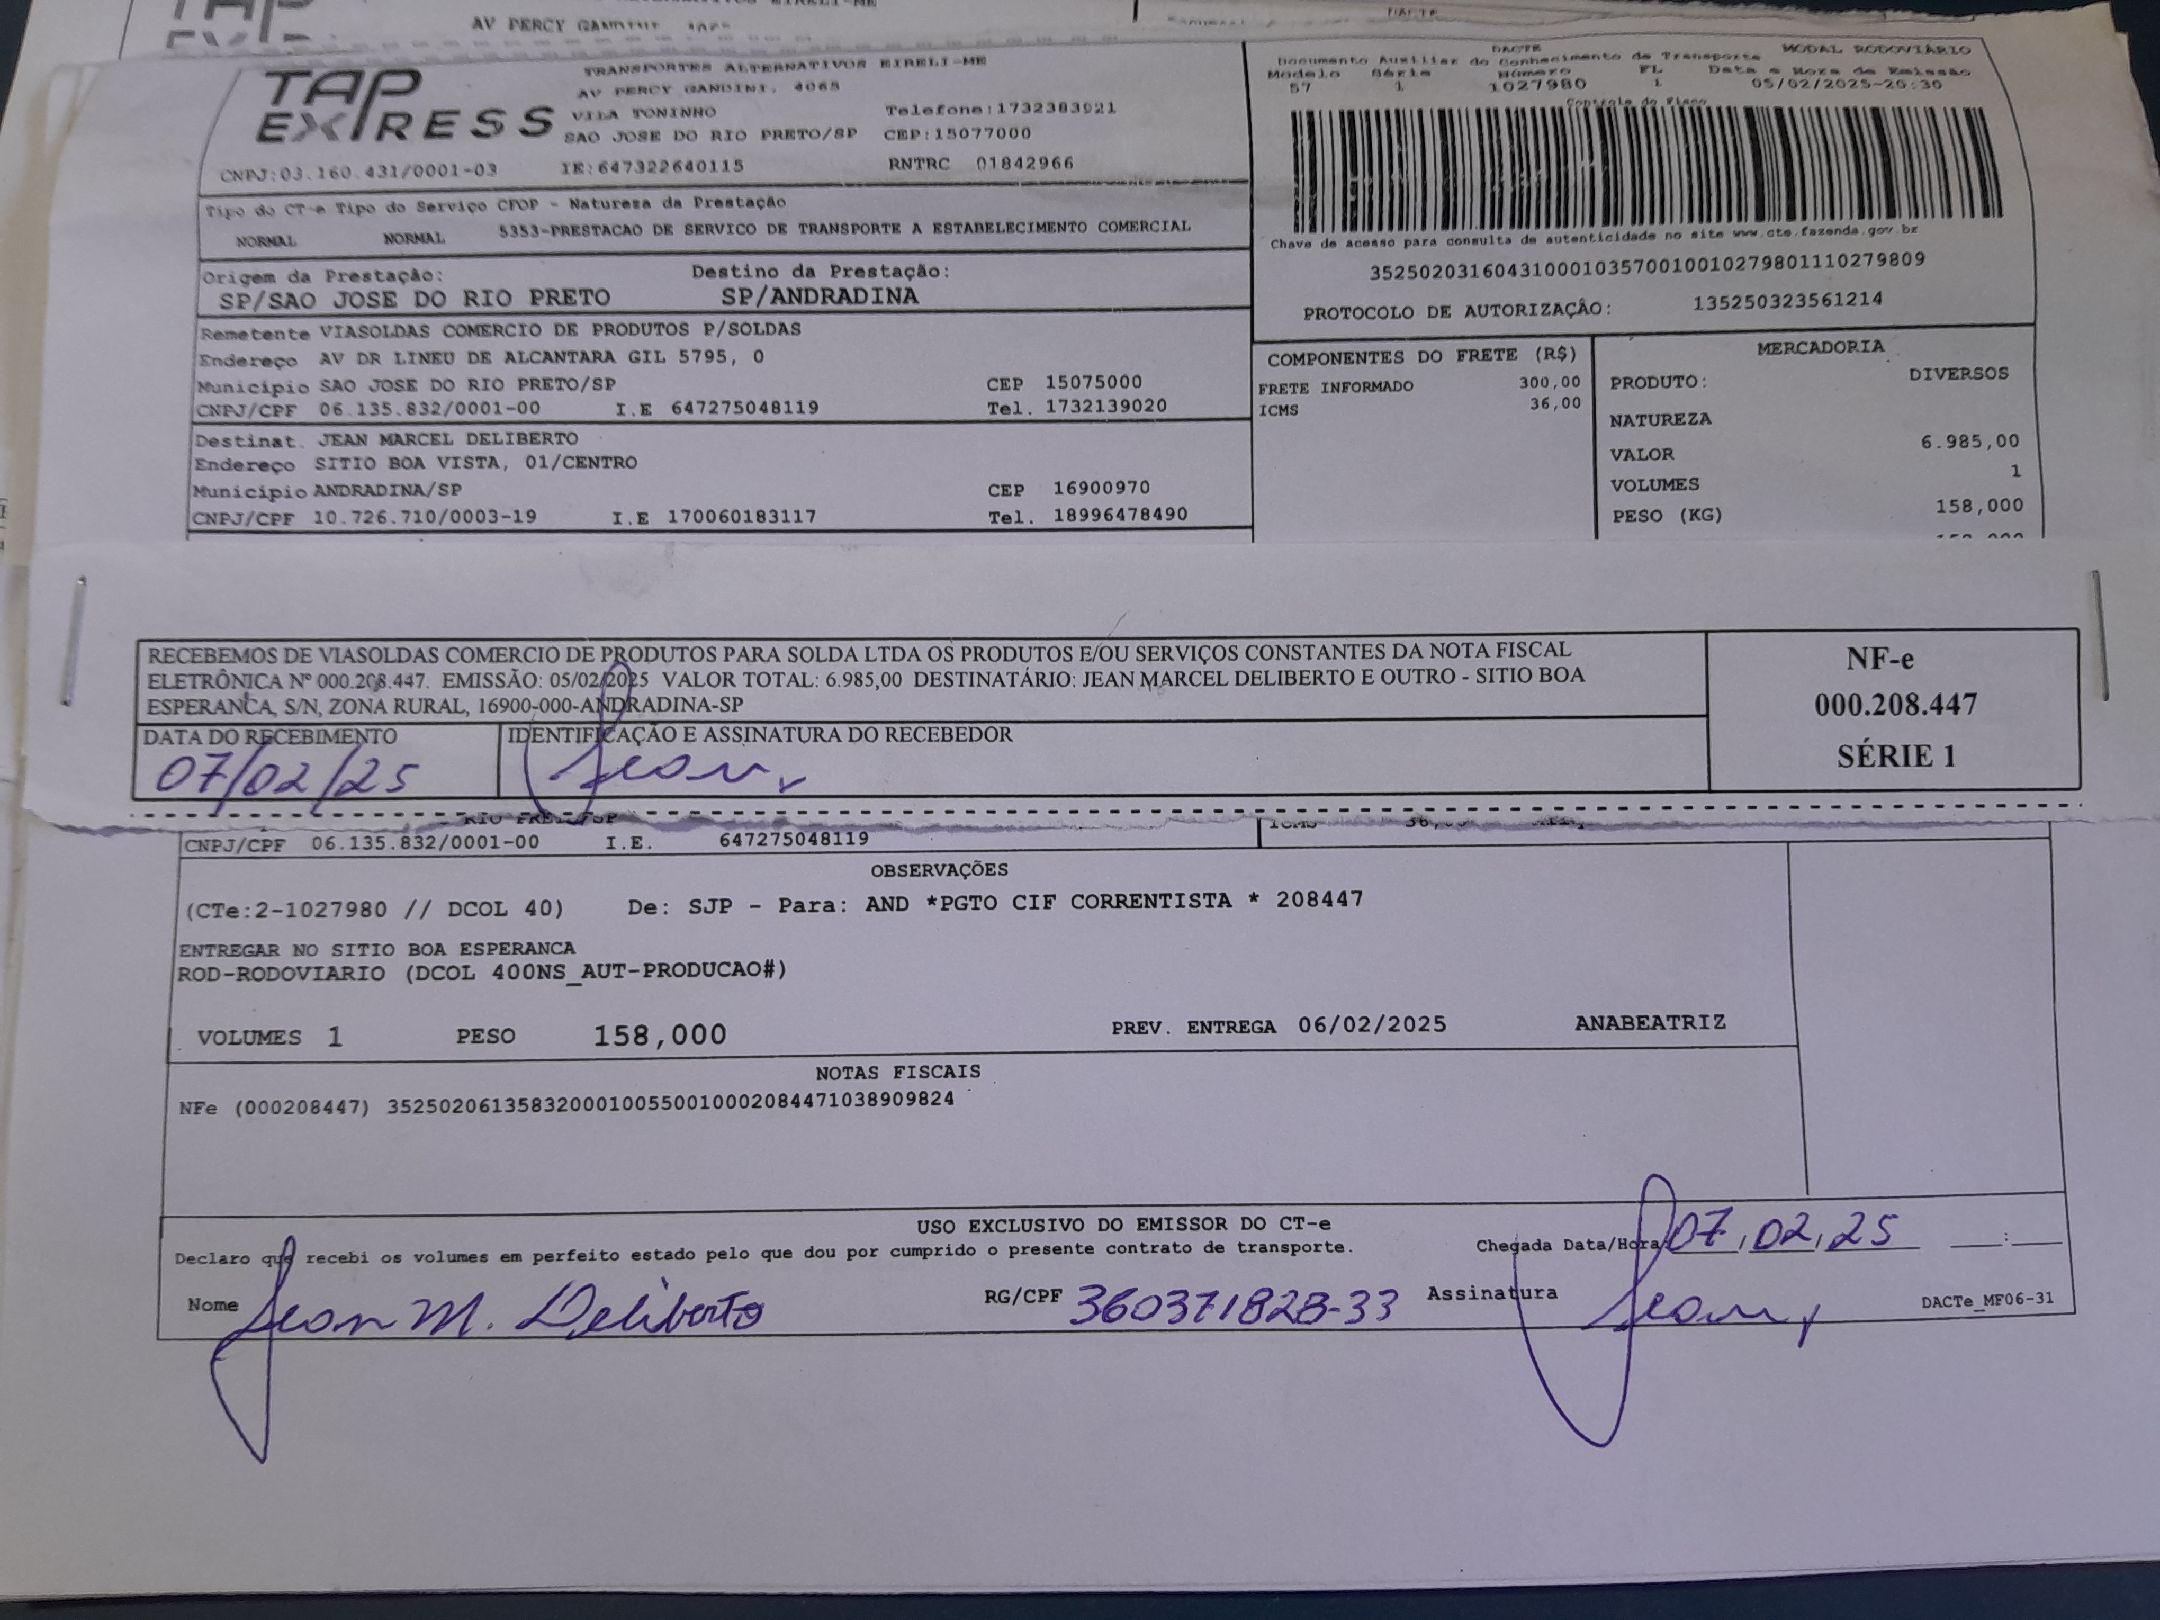 AV PERCY GANDINI, 4065
DACTE
TAP EXPRESS
TRANSPORTES ALTERNATIVOS EIRELI-ME
AV PERCY GANDINI, 4065
VILA TONINHO Telefone:1732383921
SAO JOSE DO RIO PRETO/SP CEP:15077000
CNPJ:03.160.431/0001-03 IE:647322640115 RNTRC 01842966
DACTE MODAL RODOVIÁRIO
Documento Auxiliar do Conhecimento de Transporte
Modelo Série Número FL Data e Hora de Emissão
57 1 1027980 1 05/02/2025-20:30
Controle do Fisco
Chave de acesso para consulta de autenticidade no site www.cte.fazenda.gov.br
35250203160431000103570010010279801110279809
PROTOCOLO DE AUTORIZAÇÃO: 135250323561214
Tipo do CT-e Tipo do Serviço CFOP - Natureza da Prestação
NORMAL NORMAL 5353-PRESTACAO DE SERVICO DE TRANSPORTE A ESTABELECIMENTO COMERCIAL
Origem da Prestação: Destino da Prestação:
SP/SAO JOSE DO RIO PRETO SP/ANDRADINA
Remetente VIASOLDAS COMERCIO DE PRODUTOS P/SOLDAS
Endereço AV DR LINEU DE ALCANTARA GIL 5795, 0
Município SAO JOSE DO RIO PRETO/SP CEP 15075000
CNPJ/CPF 06.135.832/0001-00 I.E 647275048119 Tel. 1732139020
Destinat. JEAN MARCEL DELIBERTO
Endereço SITIO BOA VISTA, 01/CENTRO
Município ANDRADINA/SP CEP 16900970
CNPJ/CPF 10.726.710/0003-19 I.E 170060183117 Tel. 18996478490
COMPONENTES DO FRETE (R$)
FRETE INFORMADO 300,00
ICMS 36,00
MERCADORIA
PRODUTO: DIVERSOS
NATUREZA
VALOR 6.985,00
VOLUMES 1
PESO (KG) 158,000
RECEBEMOS DE VIASOLDAS COMERCIO DE PRODUTOS PARA SOLDA LTDA OS PRODUTOS E/OU SERVIÇOS CONSTANTES DA NOTA FISCAL
ELETRÔNICA Nº 000.208.447. EMISSÃO: 05/02/2025 VALOR TOTAL: 6.985,00 DESTINATÁRIO: JEAN MARCEL DELIBERTO E OUTRO - SITIO BOA
ESPERANCA, S/N, ZONA RURAL, 16900-000-ANDRADINA-SP
DATA DO RECEBIMENTO IDENTIFICAÇÃO E ASSINATURA DO RECEBEDOR
07/02/25 Jean
NF-e
000.208.447
SÉRIE 1
CNPJ/CPF 06.135.832/0001-00 I.E. 647275048119
OBSERVAÇÕES
(CTe:2-1027980 // DCOL 40) De: SJP - Para: AND *PGTO CIF CORRENTISTA * 208447
ENTREGAR NO SITIO BOA ESPERANCA
ROD-RODOVIARIO (DCOL 400NS_AUT-PRODUCAO#)
VOLUMES 1 PESO 158,000 PREV. ENTREGA 06/02/2025 ANABEATRIZ
NOTAS FISCAIS
NFe (000208447) 35250206135832000100550010002084471038909824
USO EXCLUSIVO DO EMISSOR DO CT-e
Declaro que recebi os volumes em perfeito estado pelo que dou por cumprido o presente contrato de transporte. Chegada Data/Hora 07,02,25 __:__
Nome Jean M. Deliberto RG/CPF 360371828-33 Assinatura Jean
DACTe_MF06-31